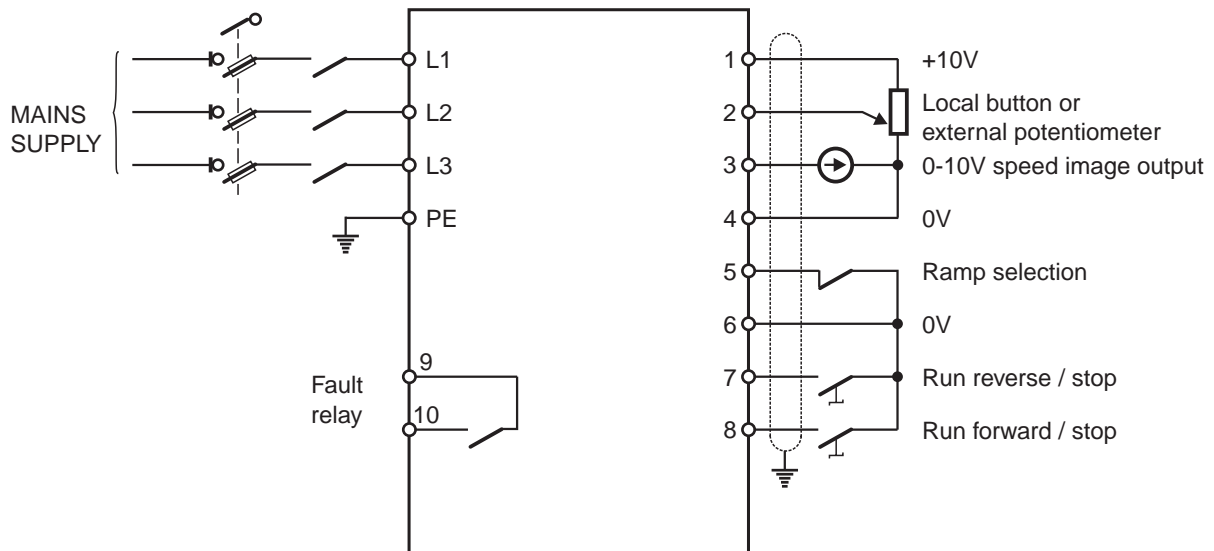 MAINS
SUPPLY
L1
L2
L3
PE
Fault
relay
9
10
1
+10V
2
Local button or
external potentiometer
3
0-10V speed image output
4
0V
5
Ramp selection
6
0V
7
Run reverse / stop
8
Run forward / stop